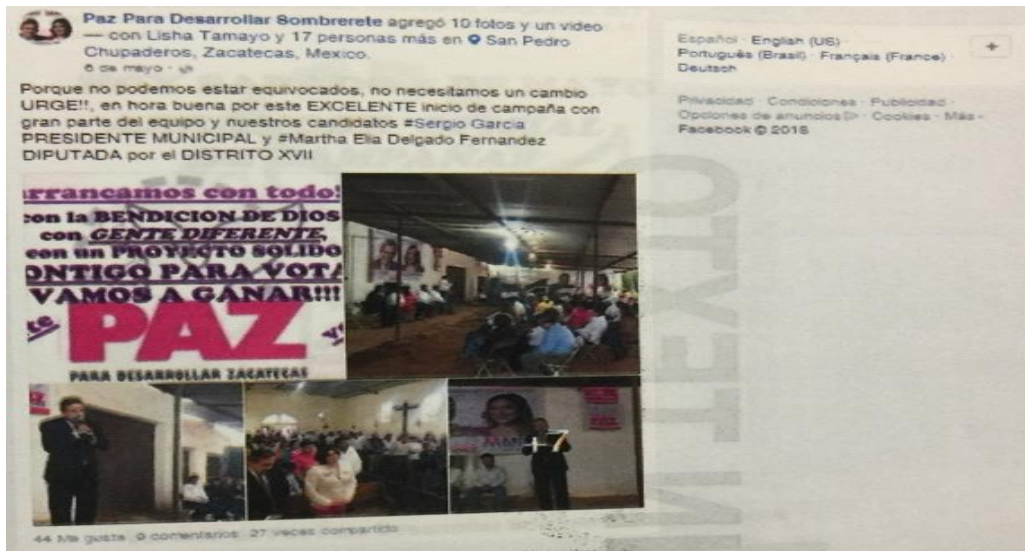 Paz Para Desarrollar Sombrerete agregó 10 fotos y un video
— con Lisha Tamayo y 17 personas más en San Pedro
Chupaderos, Zacatecas, Mexico.
6 de mayo ·
Porque no podemos estar equivocados, no necesitamos un cambio
URGE!!, en hora buena por este EXCELENTE inicio de campaña con
gran parte del equipo y nuestros candidatos #Sergio Garcia
PRESIDENTE MUNICIPAL y #Martha Elia Delgado Fernandez
DIPUTADA por el DISTRITO XVII
arrancamos con todo!
con la BENDICION DE DIOS
con GENTE DIFERENTE,
con un PROYECTO SOLIDO
ONTIGO PARA VOTA
VAMOS A GANAR!!!
PAZ
PARA DESARROLLAR ZACATECAS
+7
44 Me gusta 9 comentarios 27 veces compartido
Español · English (US) ·
Português (Brasil) · Français (France) ·
Deutsch
+
Privacidad · Condiciones · Publicidad ·
Opciones de anuncios · Cookies · Más ·
Facebook © 2016